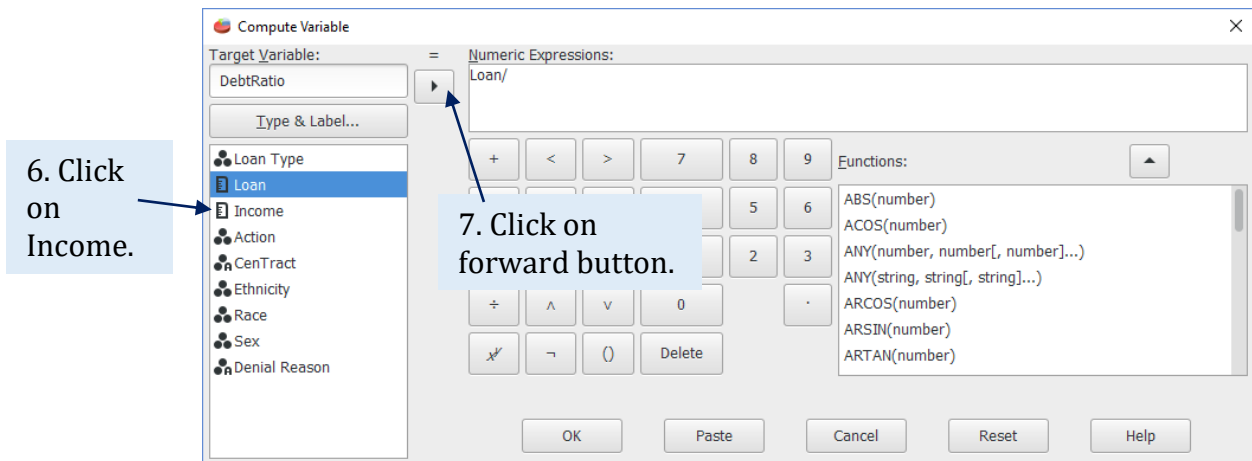 Compute Variable
Target Variable:
=
Numeric Expressions:
DebtRatio
Loan/
Type & Label...
6. Click
on
Income.
Loan Type
Loan
Income
Action
CenTract
Ethnicity
Race
Sex
Denial Reason
7. Click on
forward button.
+ < > 7 8 9
5 6
2 3
÷ ∧ ∨ 0 .
xʸ ¬ () Delete
Functions:
ABS(number)
ACOS(number)
ANY(number, number[, number]...)
ANY(string, string[, string]...)
ARCOS(number)
ARSIN(number)
ARTAN(number)
OK Paste Cancel Reset Help